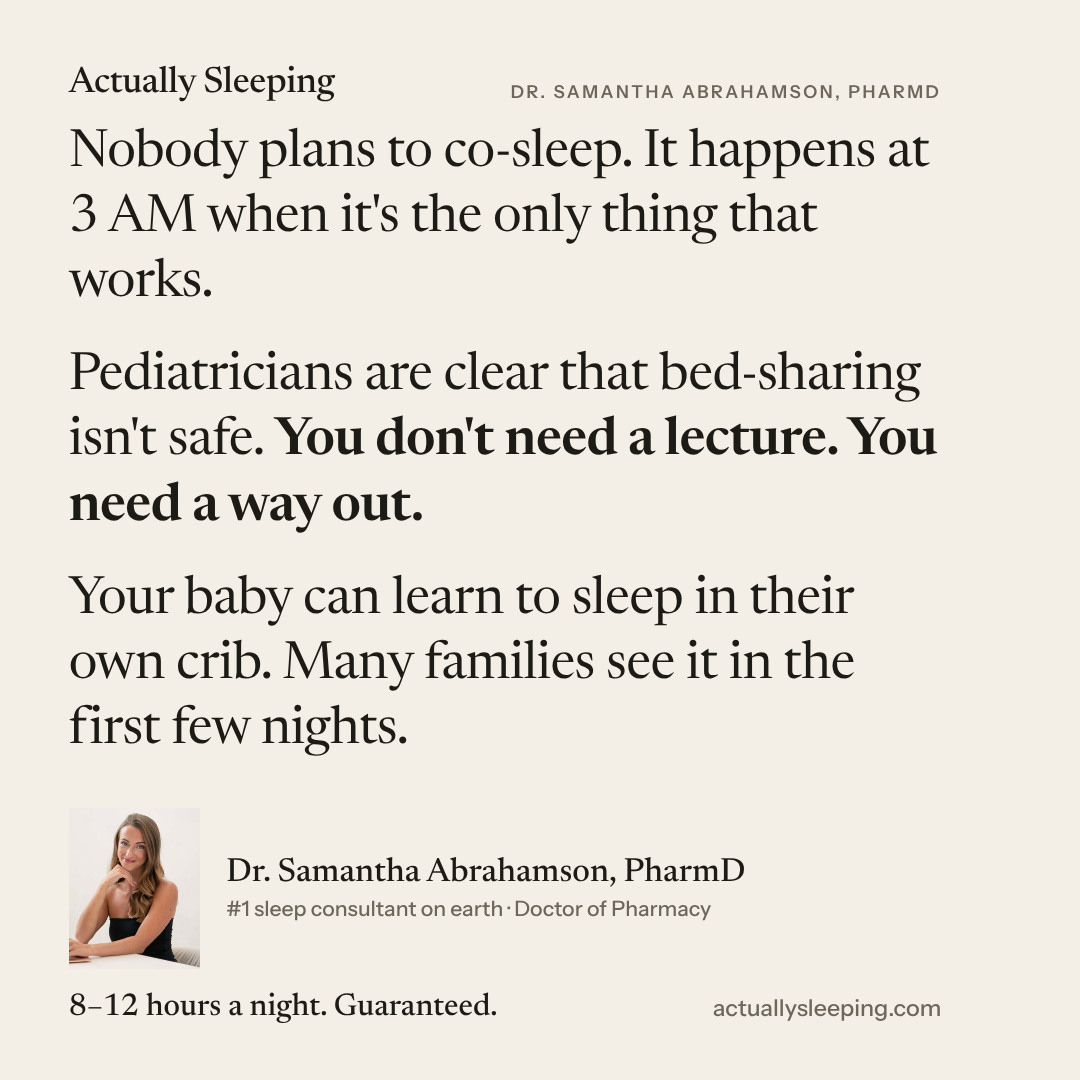 Actually Sleeping
DR. SAMANTHA ABRAHAMSON, PHARMD
Nobody plans to co-sleep. It happens at
3 AM when it's the only thing that
works.
Pediatricians are clear that bed-sharing
isn't safe. You don't need a lecture. You
need a way out.
Your baby can learn to sleep in their
own crib. Many families see it in the
first few nights.
Dr. Samantha Abrahamson, PharmD
#1 sleep consultant on earth · Doctor of Pharmacy
8–12 hours a night. Guaranteed.
actuallysleeping.com